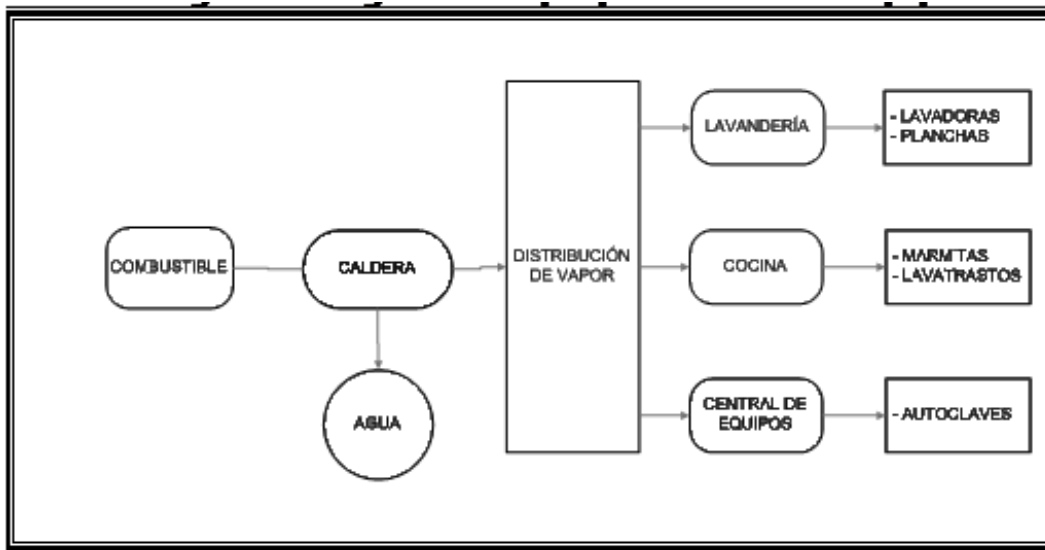 COMBUSTIBLE
CALDERA
AGUA
DISTRIBUCIÓN
DE VAPOR
LAVANDERÍA
- LAVADORAS
- PLANCHAS
COCINA
- MARMITAS
- LAVATRASTOS
CENTRAL DE
EQUIPOS
- AUTOCLAVES